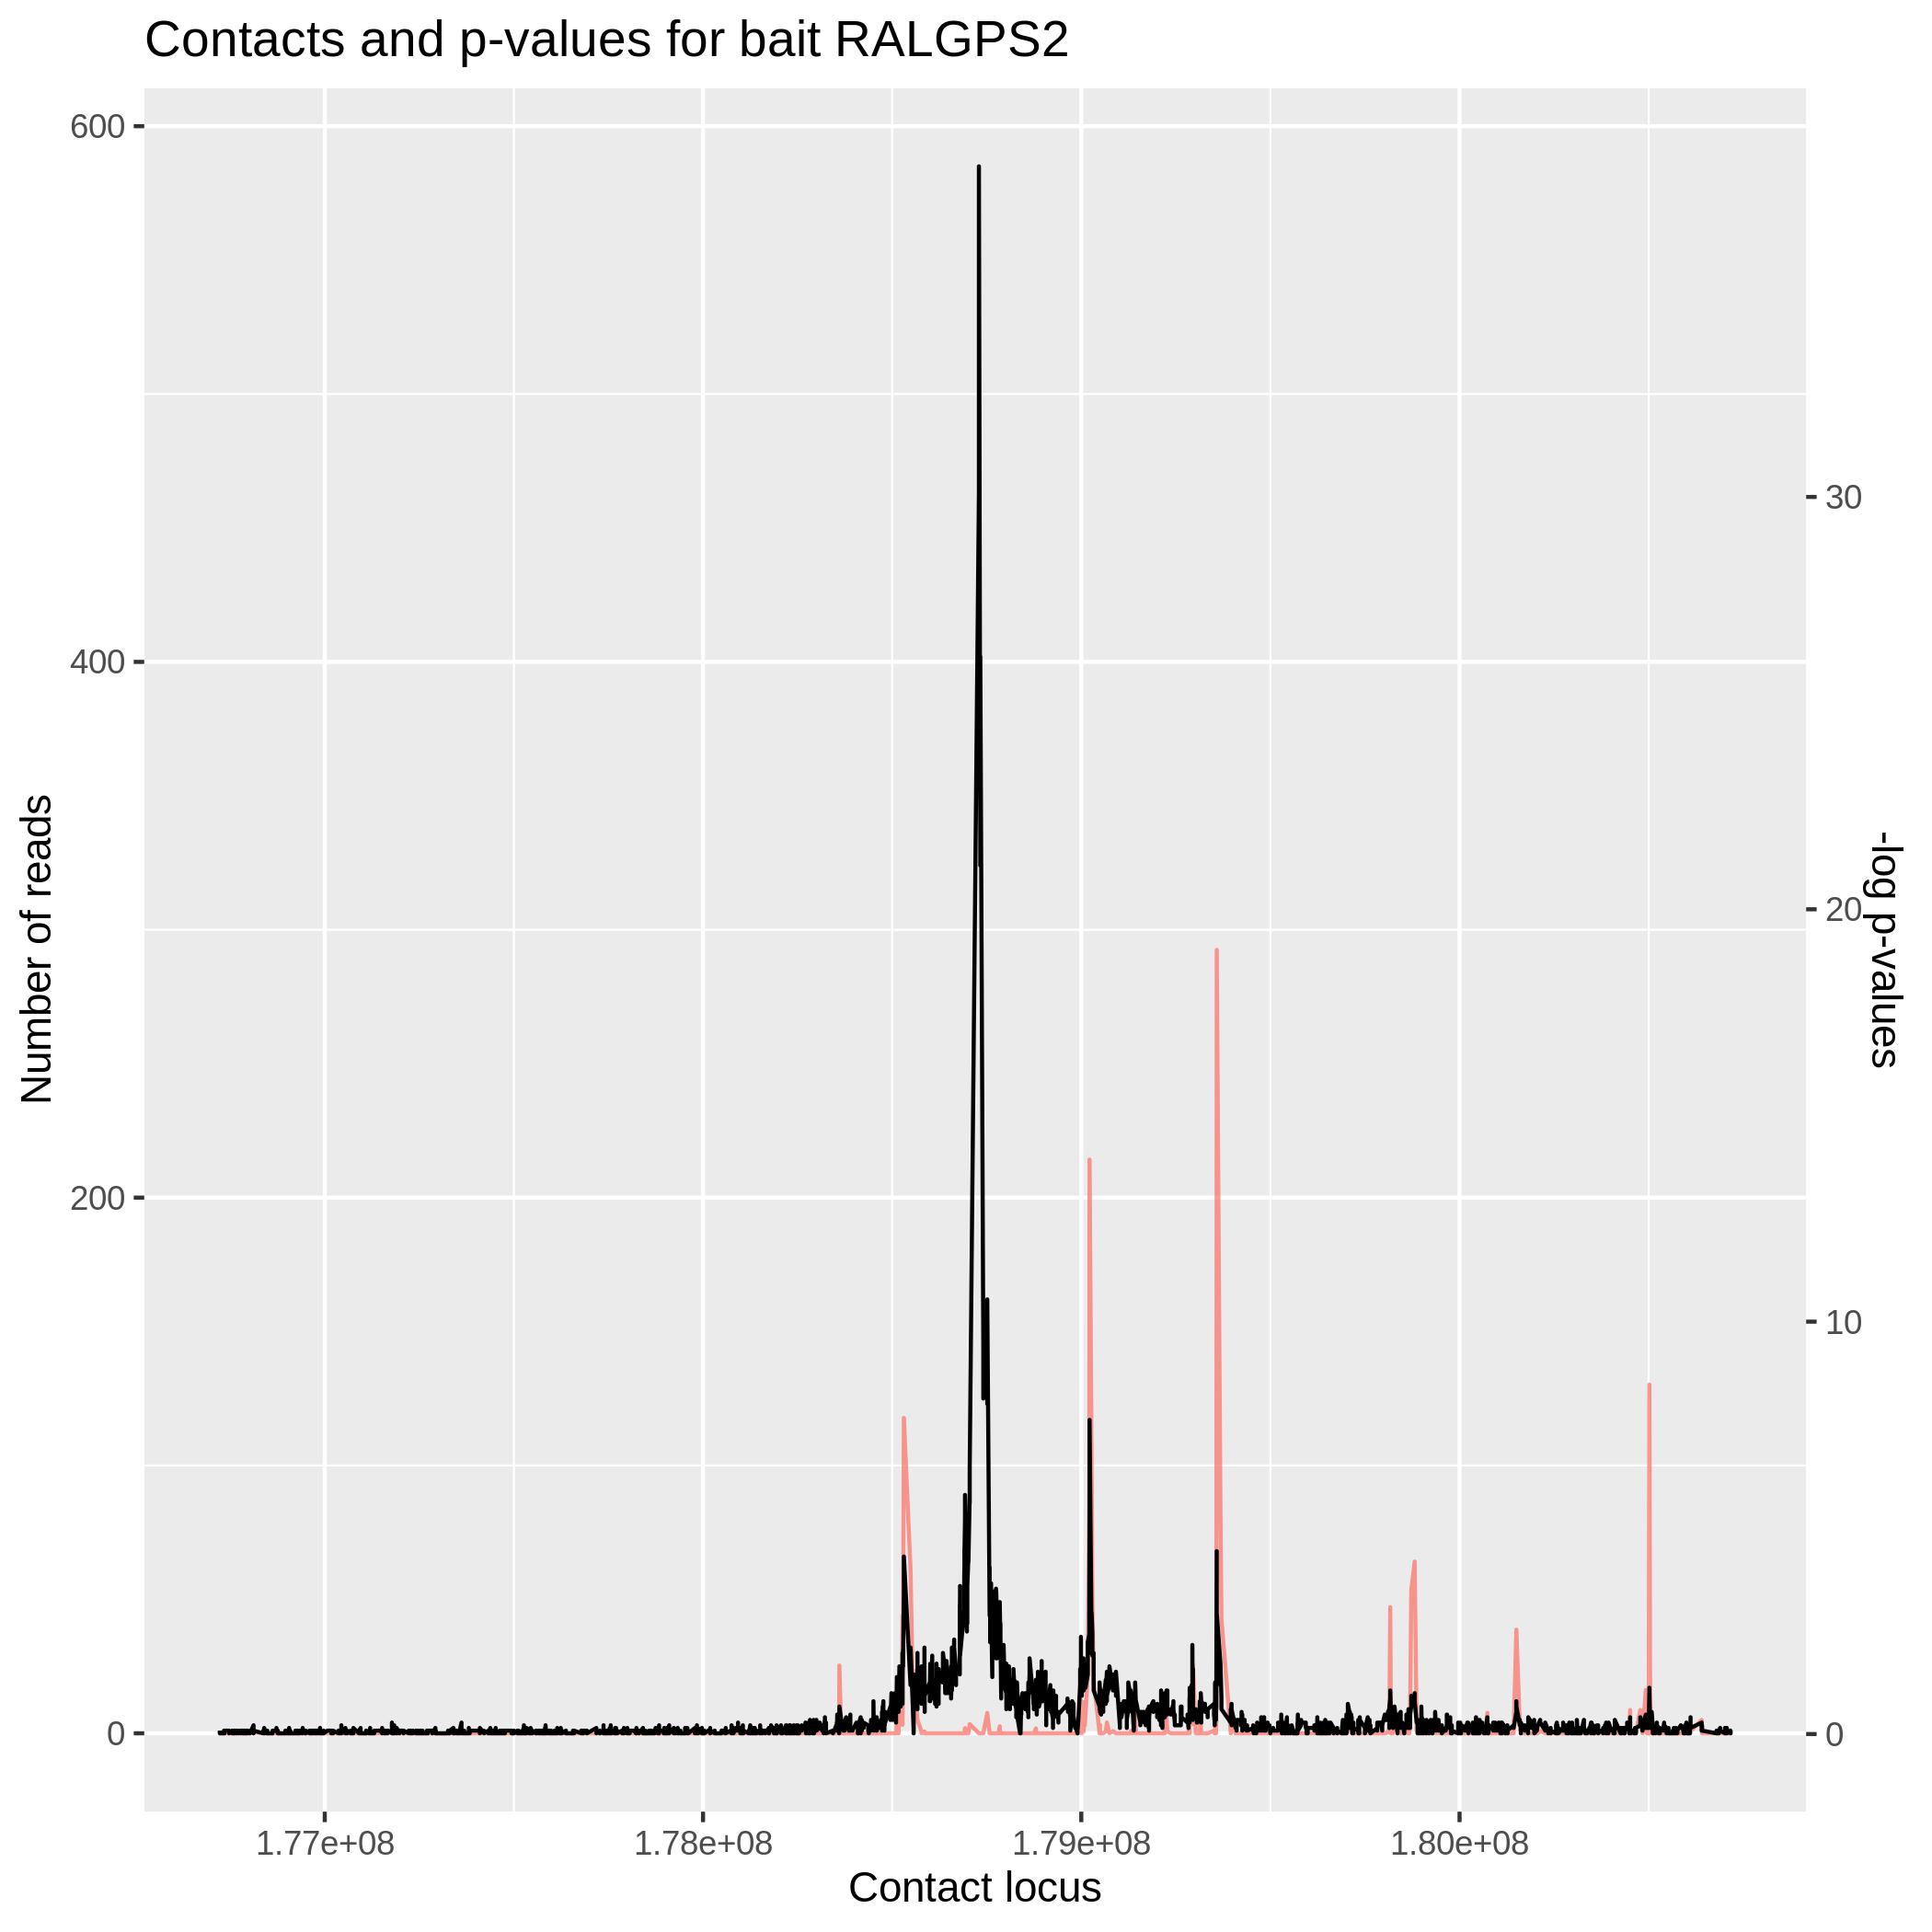 Contacts and p-values for bait RALGPS2
600
400
200
0
Number of reads
30
20
10
0
-log p-values
1.77e+08
1.78e+08
1.79e+08
1.80e+08
Contact locus